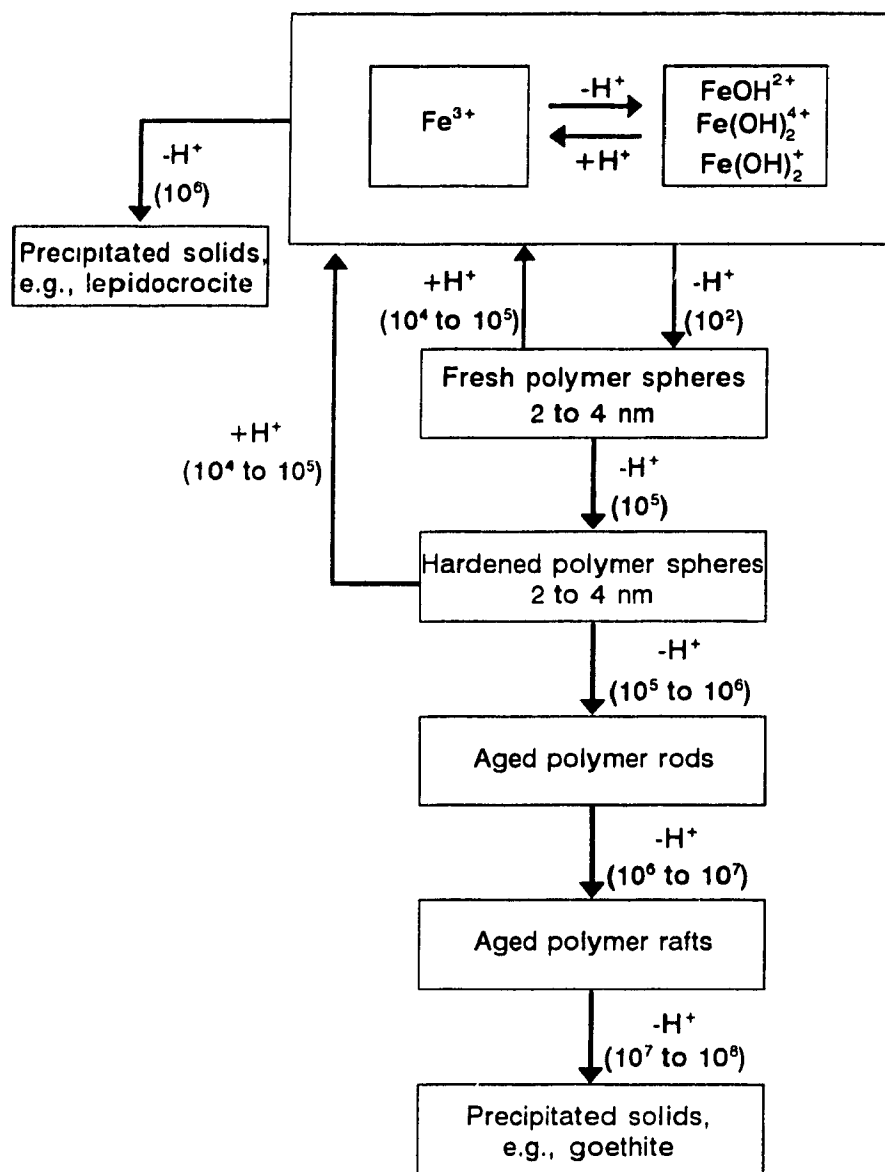 Fe³⁺
-H⁺
+H⁺
FeOH²⁺
Fe(OH)₂⁴⁺
Fe(OH)₂⁺
-H⁺
(10⁶)
Precipitated solids,
e.g., lepidocrocite
+H⁺
(10⁴ to 10⁵)
-H⁺
(10²)
Fresh polymer spheres
2 to 4 nm
+H⁺
(10⁴ to 10⁵)
-H⁺
(10⁵)
Hardened polymer spheres
2 to 4 nm
-H⁺
(10⁵ to 10⁶)
Aged polymer rods
-H⁺
(10⁶ to 10⁷)
Aged polymer rafts
-H⁺
(10⁷ to 10⁸)
Precipitated solids,
e.g., goethite